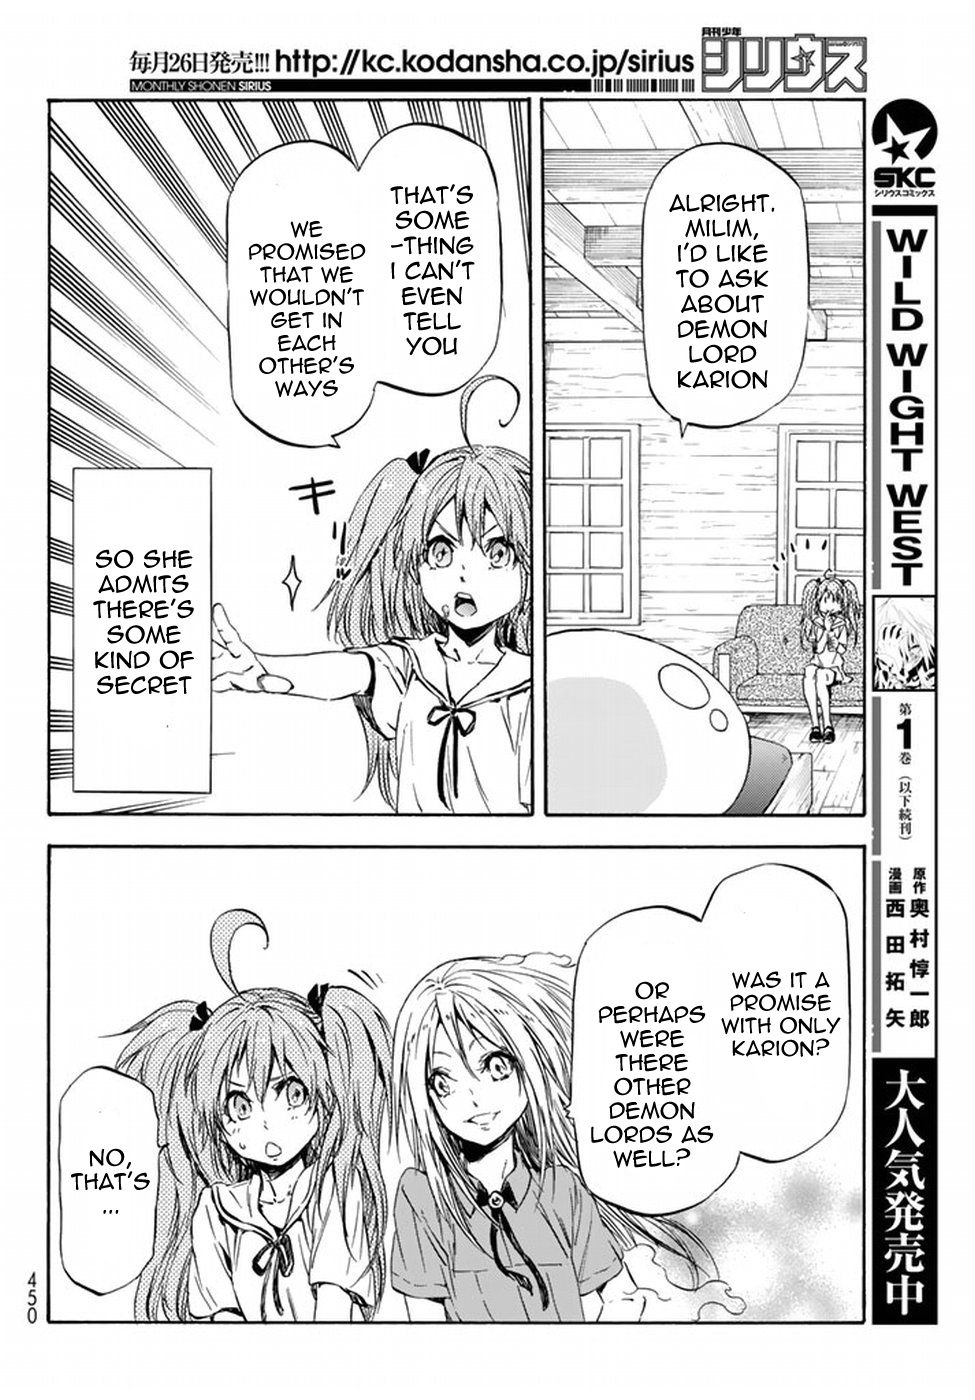 毎月26日発売!!! http://kc.kodansha.co.jp/sirius
MONTHLY SHONEN SIRIUS
月刊少年
シリウス
ALRIGHT.
MILIM,
I'D LIKE
TO ASK
ABOUT
DEMON
LORD
KARION
THAT'S
SOME
-THING
I CAN'T
EVEN
TELL
YOU
WE
PROMISED
THAT WE
WOULDN'T
GET IN
EACH
OTHER'S
WAYS
SO SHE
ADMITS
THERE'S
SOME
KIND OF
SECRET
WAS IT A
PROMISE
WITH ONLY
KARION?
OR
PERHAPS
WERE
THERE
OTHER
DEMON
LORDS AS
WELL?
NO,
THAT'S
...
SKC
シリウスコミックス
WILD WIGHT WEST
第1巻(以下続刊)
原作 奥村惇一郎
漫画 西田拓矢
大人気発売中
450